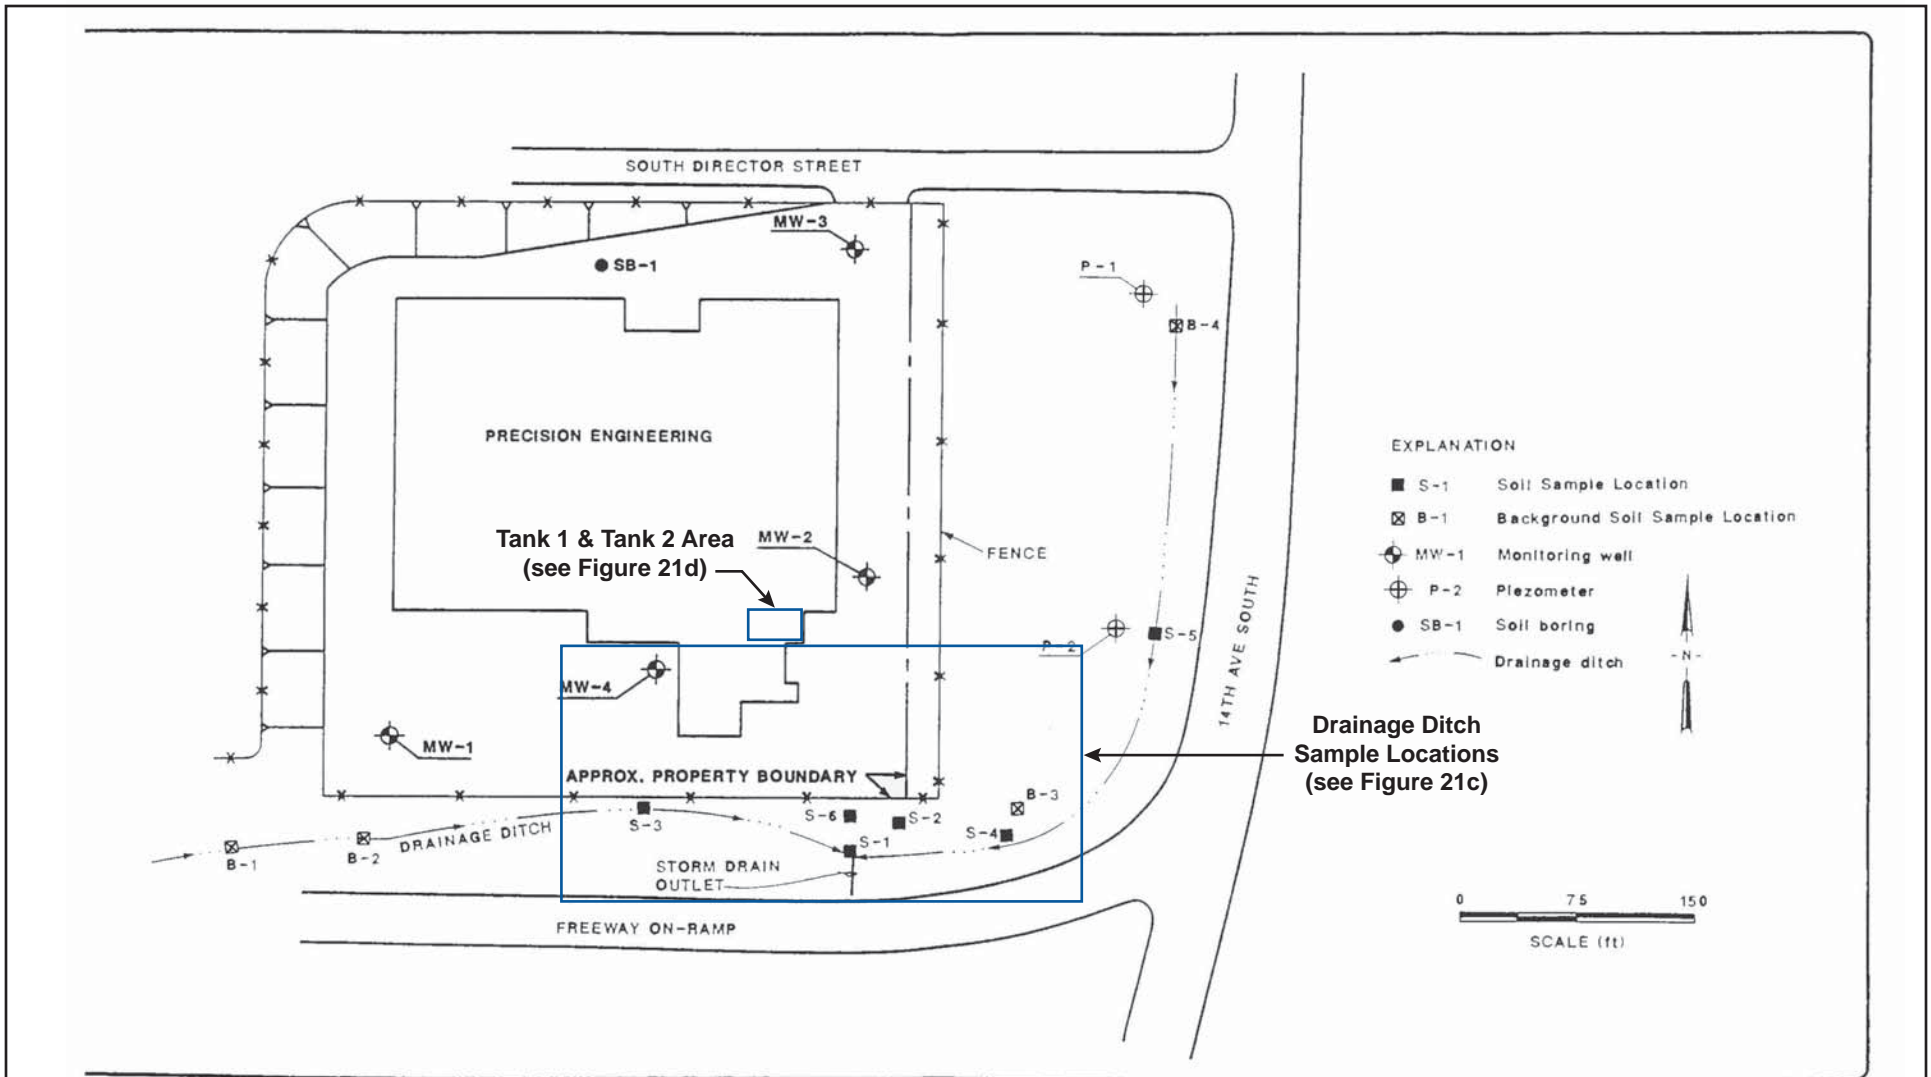 SOUTH DIRECTOR STREET
MW-3
SB-1
P-1
B-4
PRECISION ENGINEERING
EXPLANATION
S-1 Soil Sample Location
B-1 Background Soil Sample Location
MW-1 Monitoring well
P-2 Piezometer
SB-1 Soil boring
Drainage ditch
-N-
Tank 1 & Tank 2 Area
(see Figure 21d)
MW-2
FENCE
14TH AVE SOUTH
P-2
S-5
MW-4
MW-1
Drainage Ditch
Sample Locations
(see Figure 21c)
APPROX. PROPERTY BOUNDARY
B-3
S-6
S-2
S-3
S-4
S-1
DRAINAGE DITCH
B-1
B-2
STORM DRAIN
OUTLET
FREEWAY ON-RAMP
0 75 150
SCALE (ft)